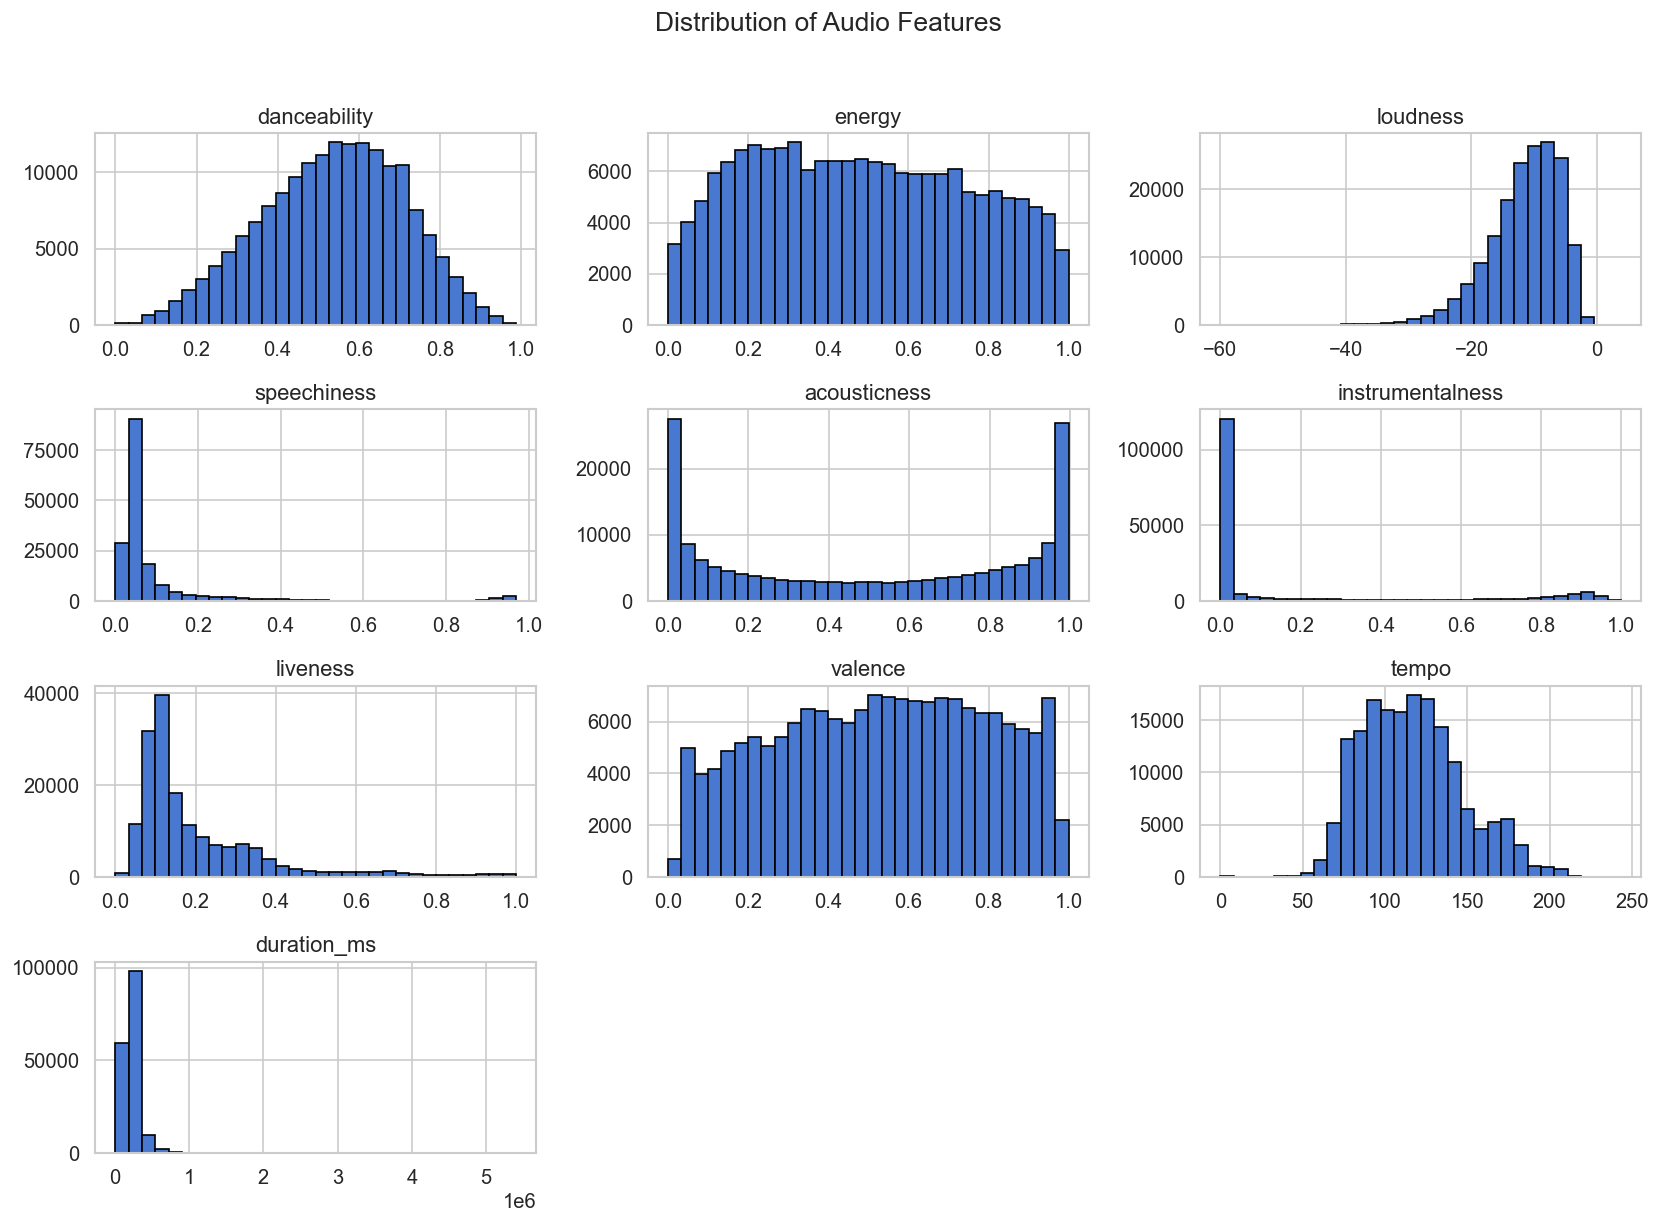 Distribution of Audio Features
danceability
energy
loudness
10000
5000
0
0.0 0.2 0.4 0.6 0.8 1.0
6000
4000
2000
0
0.0 0.2 0.4 0.6 0.8 1.0
20000
10000
0
−60 −40 −20 0
speechiness
acousticness
instrumentalness
75000
50000
25000
0
0.0 0.2 0.4 0.6 0.8 1.0
20000
10000
0
0.0 0.2 0.4 0.6 0.8 1.0
100000
50000
0
0.0 0.2 0.4 0.6 0.8 1.0
liveness
valence
tempo
40000
20000
0
0.0 0.2 0.4 0.6 0.8 1.0
6000
4000
2000
0
0.0 0.2 0.4 0.6 0.8 1.0
15000
10000
5000
0
0 50 100 150 200 250
duration_ms
100000
50000
0
0 1 2 3 4 5
1e6